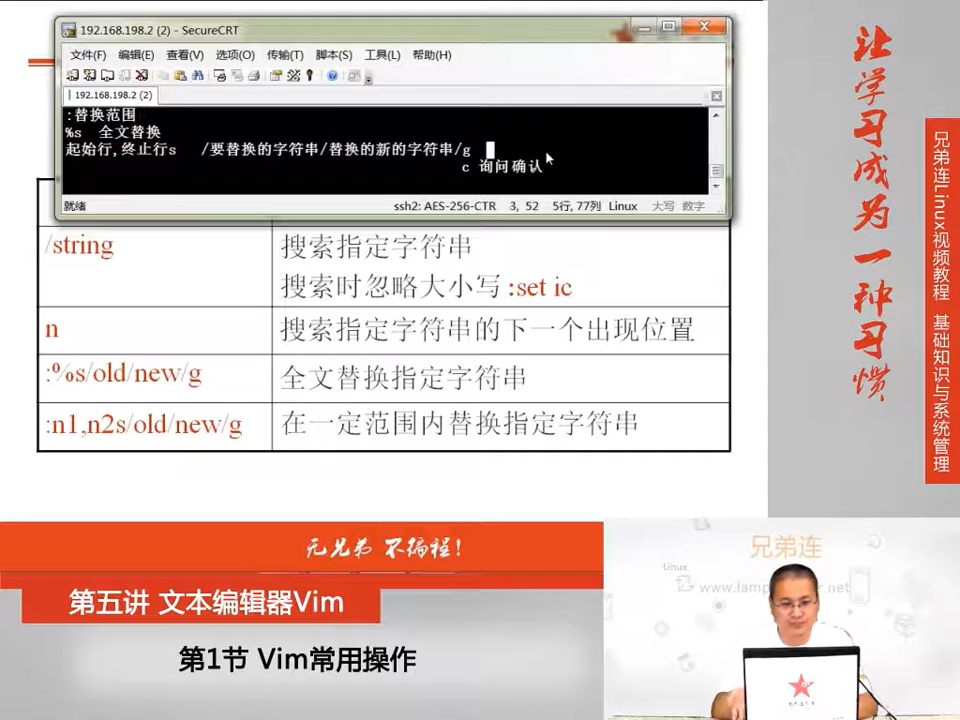 192.168.198.2 (2) - SecureCRT
文件(F) 编辑(E) 查看(V) 选项(O) 传输(T) 脚本(S) 工具(L) 帮助(H)
192.168.198.2 (2)
:替换范围
%s 全文替换
起始行,终止行s /要替换的字符串/替换的新的字符串/g
c 询问确认
就绪 ssh2: AES-256-CTR 3, 52 5行, 77列 Linux 大写 数字
/string 搜索指定字符串
搜索时忽略大小写 :set ic
n 搜索指定字符串的下一个出现位置
:%s/old/new/g 全文替换指定字符串
:n1,n2s/old/new/g 在一定范围内替换指定字符串
让学习成为一种习惯
兄弟连Linux视频教程 基础知识与系统管理
无兄弟 不编程!
第五讲 文本编辑器Vim
第1节 Vim常用操作
兄弟连
Linux